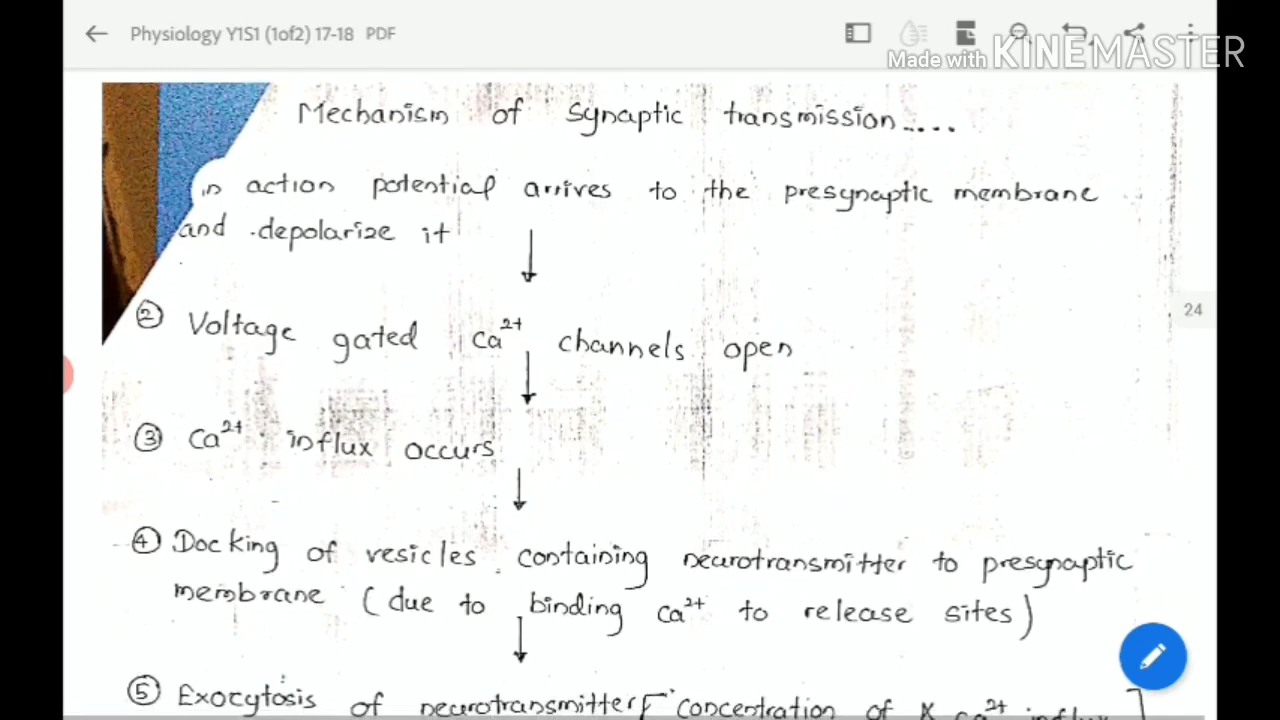 Physiology Y1S1 (1of2) 17-18 PDF
Made with KINEMASTER
Mechanism of synaptic transmission.....
action potential arrives to the presynaptic membrane
and depolarize it
24
② Voltage gated Ca²⁺ channels open
③ Ca²⁺ influx occurs
④ Docking of vesicles containing neurotransmitter to presynaptic
membrane (due to binding Ca²⁺ to release sites)
⑤ Exocytosis of neurotransmitter [concentration of ∝ Ca²⁺ influx]